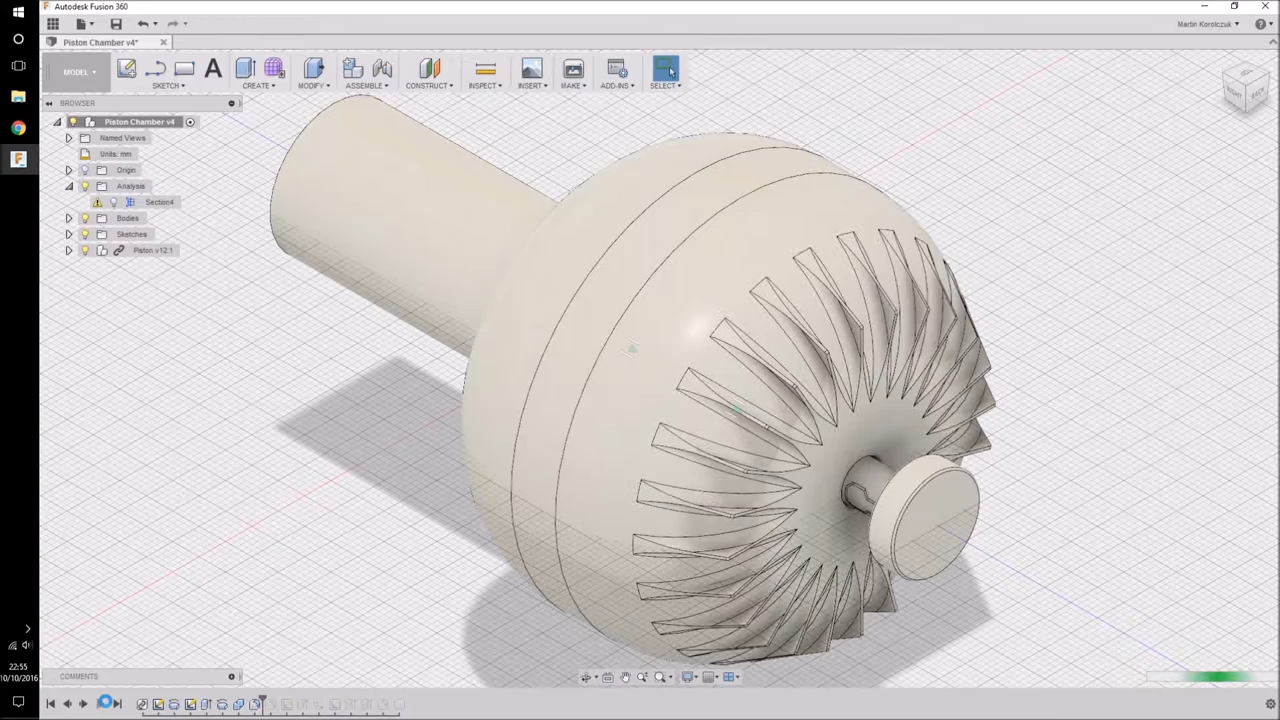 Autodesk Fusion 360
Martin Korolczuk
Piston Chamber v4*
MODEL
SKETCH
CREATE
MODIFY
ASSEMBLE
CONSTRUCT
INSPECT
INSERT
MAKE
ADD-INS
SELECT
RIGHT
BACK
BROWSER
Piston Chamber v4
Named Views
Units: mm
Origin
Analysis
Section4
Bodies
Sketches
Piston v12:1
COMMENTS
22:55
10/10/2016